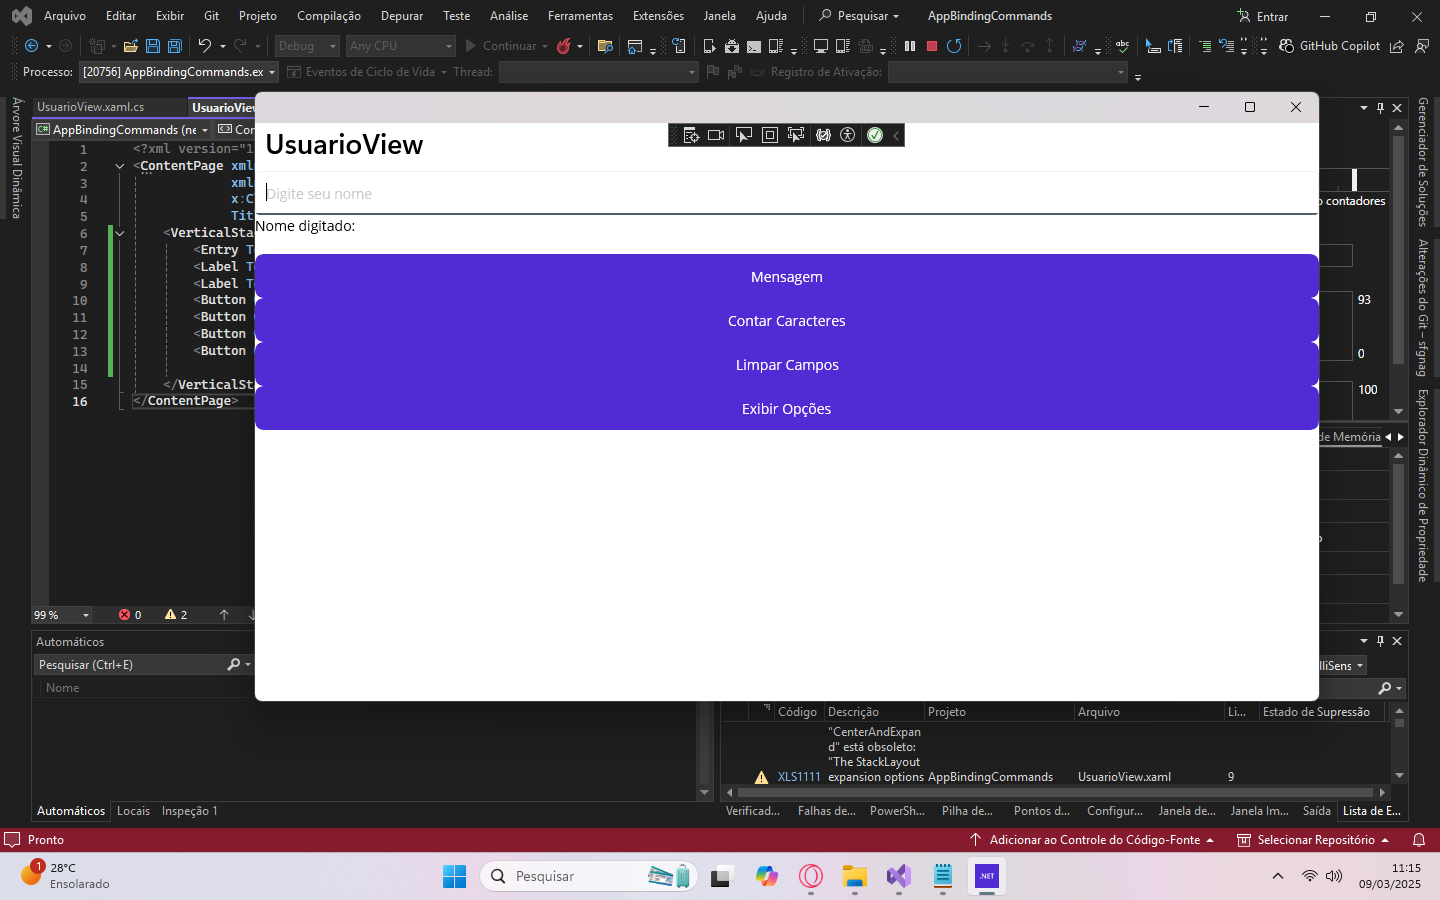 Arquivo Editar Exibir Git Projeto Compilação Depurar Teste Análise Ferramentas Extensões Janela Ajuda Pesquisar AppBindingCommands Entrar
Debug Any CPU Continuar GitHub Copilot
Processo: [20756] AppBindingCommands.ex Eventos de Ciclo de Vida Thread: Registro de Ativação:
Árvore Visual Dinâmica
UsuarioView.xaml.cs UsuarioView
AppBindingCommands (ne Con
1 <?xml version="1
2 <ContentPage xml
3 xml
4 x:C
5 Tit
6 <VerticalSta
7 <Entry T
8 <Label T
9 <Label T
10 <Button
11 <Button
12 <Button
13 <Button
14
15 </VerticalSta
16 </ContentPage>
99 % 0 2
UsuarioView
Digite seu nome
Nome digitado:
Mensagem
Contar Caracteres
Limpar Campos
Exibir Opções
o contadores
93
0
100
de Memória
Gerenciador de Soluções
Alterações do Git – sfgnag
Explorador Dinâmico de Propriedade
Automáticos
Pesquisar (Ctrl+E)
Nome
Automáticos Locais Inspeção 1
lliSens
Código Descrição Projeto Arquivo Li... Estado de Supressão
"CenterAndExpan
d" está obsoleto:
"The StackLayout
XLS1111 expansion options AppBindingCommands UsuarioView.xaml 9
Verificad... Falhas de... PowerSh... Pilha de... Pontos d... Configur... Janela de... Janela Im... Saída Lista de E...
Pronto Adicionar ao Controle do Código-Fonte Selecionar Repositório
1
28°C
Ensolarado
Pesquisar
.NET
11:15
09/03/2025